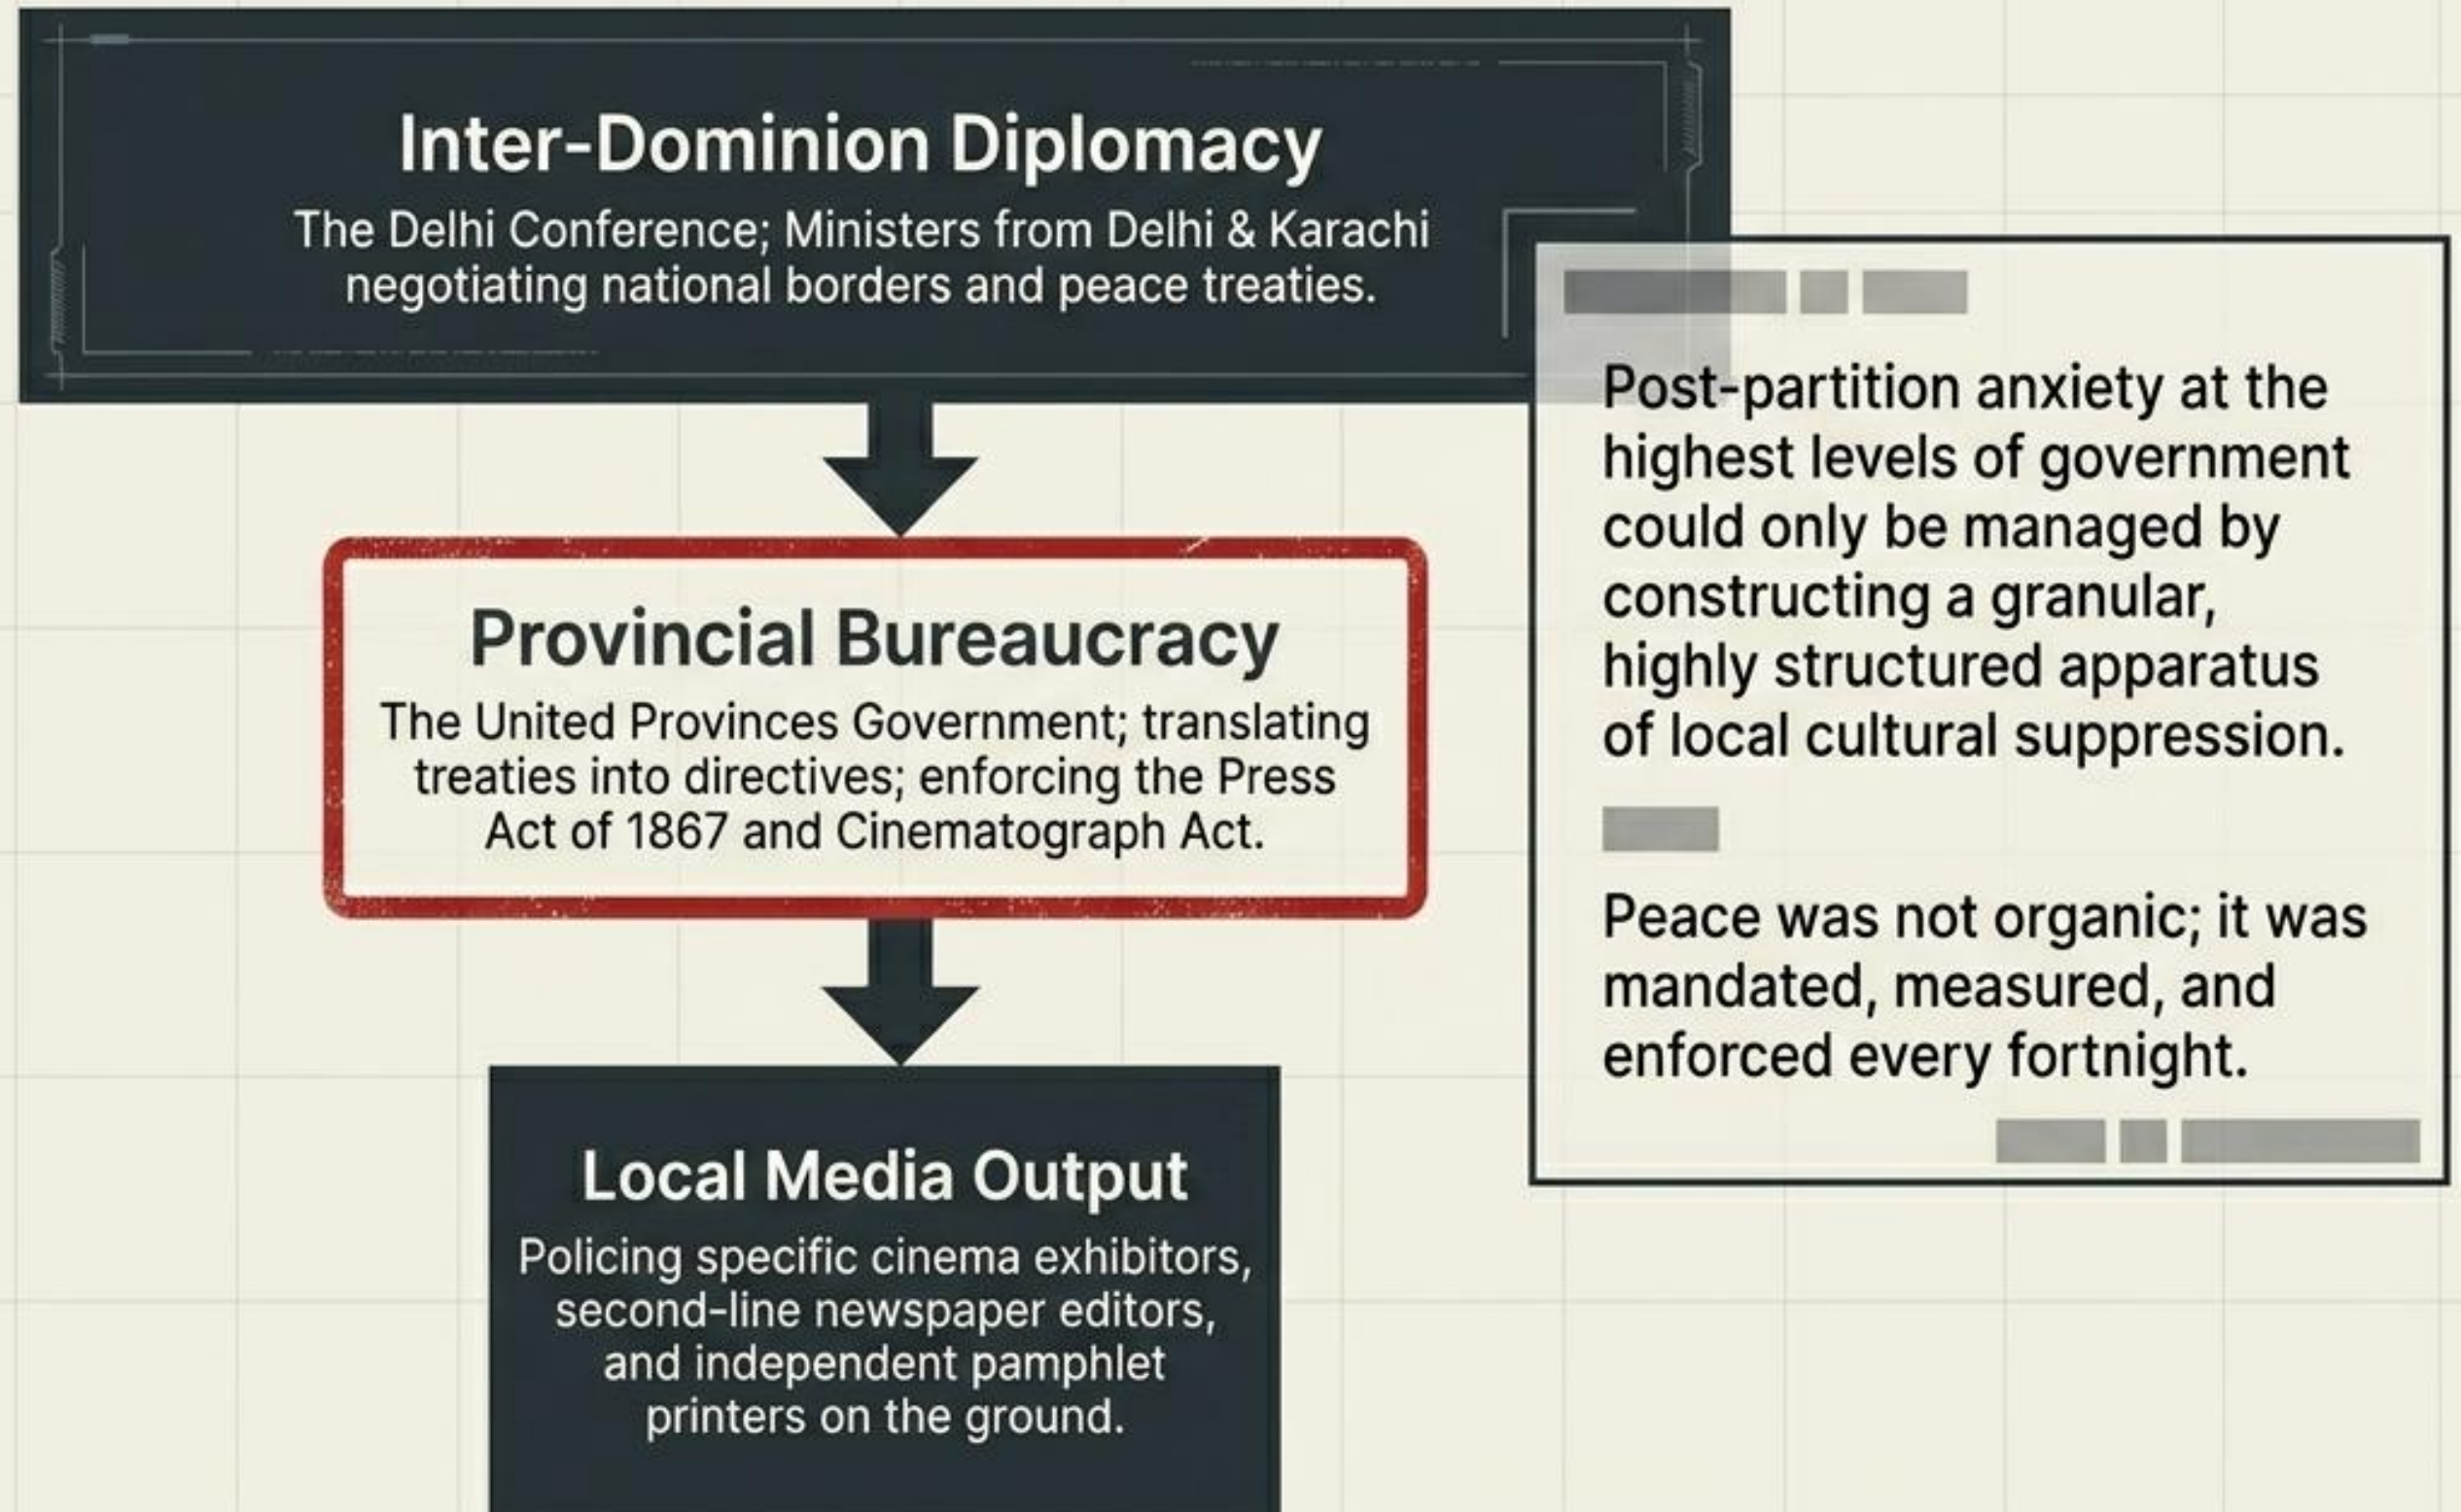 Inter-Dominion Diplomacy
The Delhi Conference; Ministers from Delhi & Karachi
negotiating national borders and peace treaties.
Provincial Bureaucracy
The United Provinces Government; translating
treaties into directives; enforcing the Press
Act of 1867 and Cinematograph Act.
Local Media Output
Policing specific cinema exhibitors,
second-line newspaper editors,
and independent pamphlet
printers on the ground.
Post-partition anxiety at the
highest levels of government
could only be managed by
constructing a granular,
highly structured apparatus
of local cultural suppression.
Peace was not organic; it was
mandated, measured, and
enforced every fortnight.